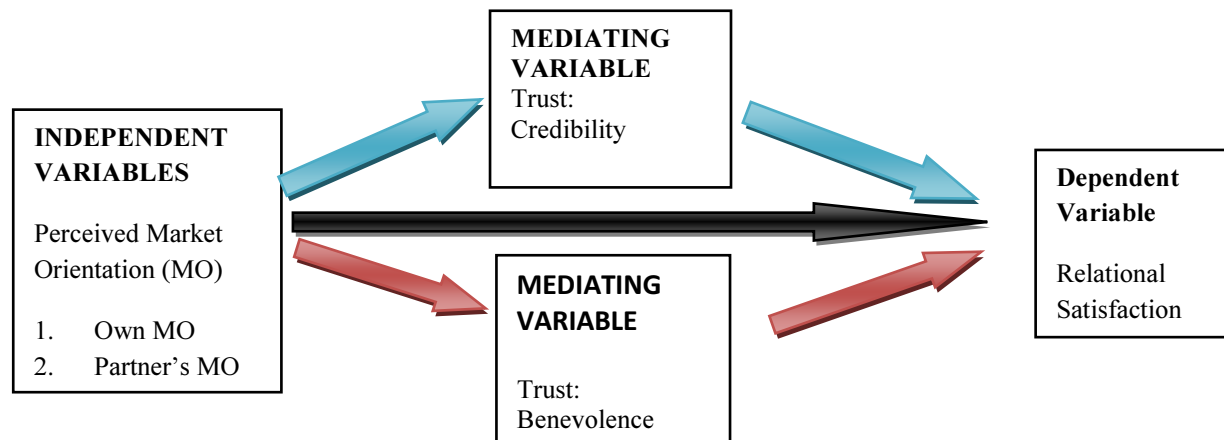 INDEPENDENT
VARIABLES
Perceived Market
Orientation (MO)
1. Own MO
2. Partner’s MO
MEDIATING
VARIABLE
Trust:
Credibility
MEDIATING
VARIABLE
Trust:
Benevolence
Dependent
Variable
Relational
Satisfaction